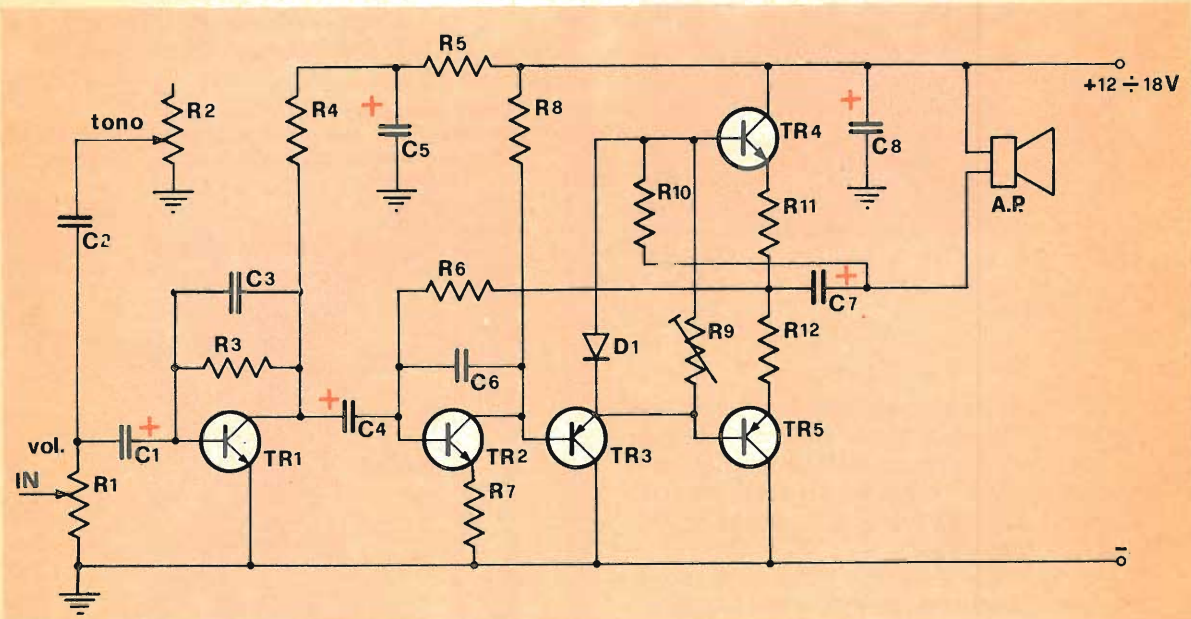 R5
+12 ÷ 18V
R2
tono
R4
+
C5
R8
TR4
+
C8
A.P.
R10
R11
C2
C3
R6
+
C7
R3
D1
R9
R12
C6
+
C4
vol.
+
C1
TR1
TR2
TR3
TR5
IN
R1
R7
-